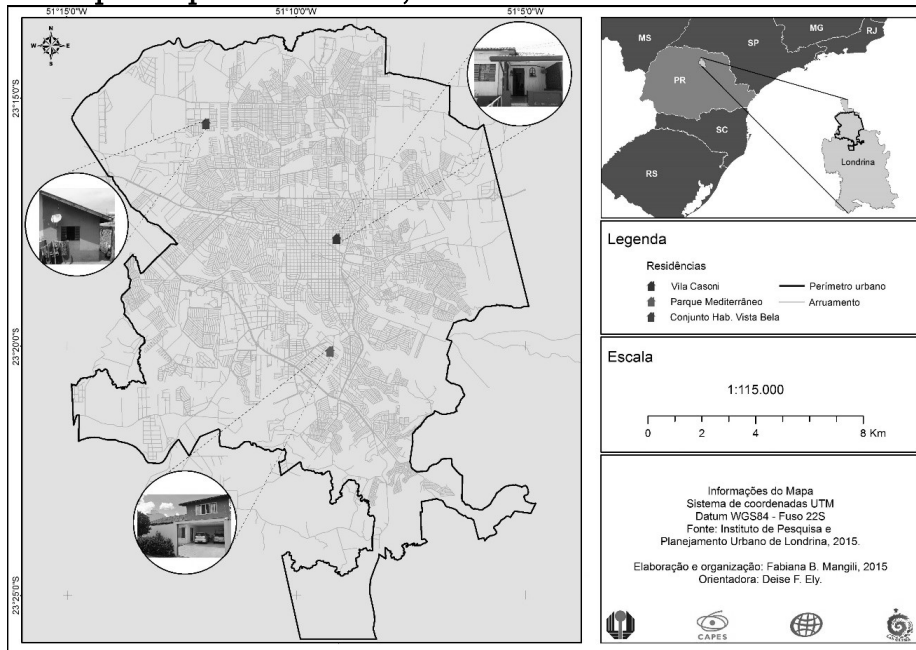 51°15'0"W
51°10'0"W
51°5'0"W
N
W
E
S
23°15'0"S
23°20'0"S
23°25'0"S
MS
SP
MG
RJ
PR
SC
RS
Londrina
Legenda
Residências
Vila Casoni
Parque Mediterrâneo
Conjunto Hab. Vista Bela
Perímetro urbano
Arruamento
Escala
1:115.000
0 2 4 8 Km
Informações do Mapa
Sistema de coordenadas UTM
Datum WGS84 - Fuso 22S
Fonte: Instituto de Pesquisa e
Planejamento Urbano de Londrina, 2015.
Elaboração e organização: Fabiana B. Mangili, 2015
Orientadora: Deise F. Ely.
CAPES